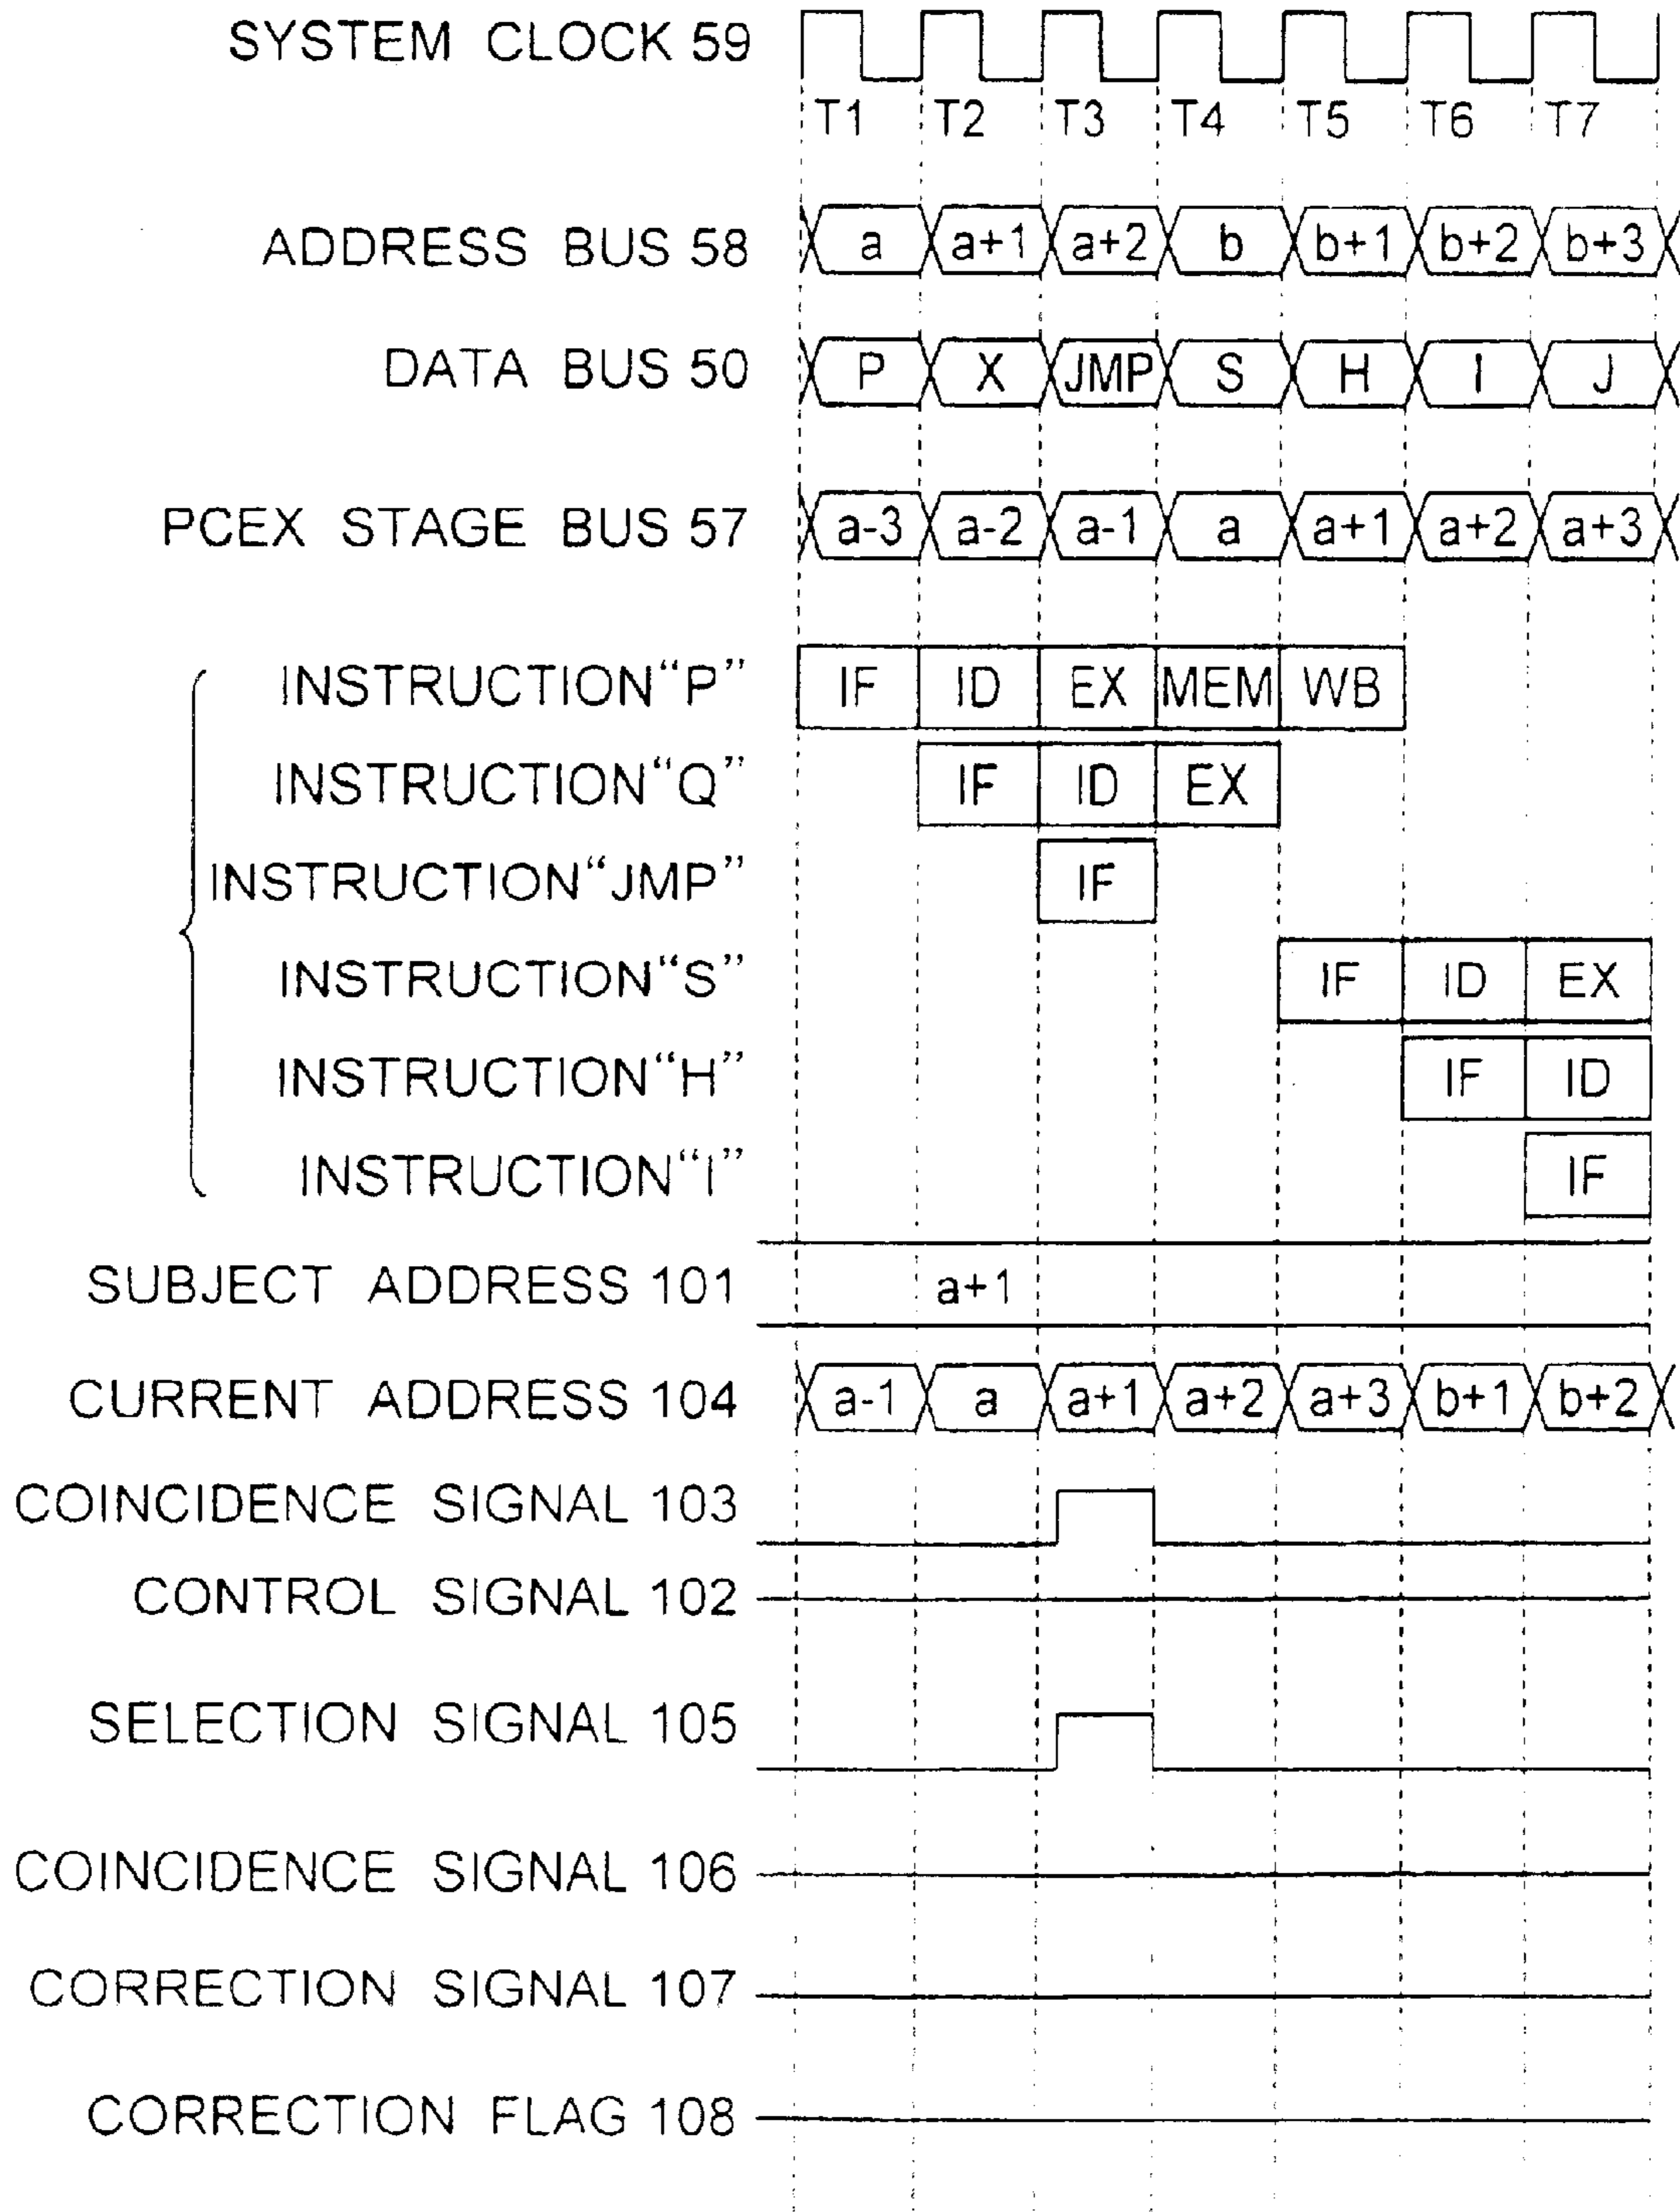 SYSTEM CLOCK 59
T1 T2 T3 T4 T5 T6 T7
ADDRESS BUS 58 a a+1 a+2 b b+1 b+2 b+3
DATA BUS 50 P X JMP S H I J
PCEX STAGE BUS 57 a-3 a-2 a-1 a a+1 a+2 a+3
INSTRUCTION“P” IF ID EX MEM WB
INSTRUCTION“Q” IF ID EX
INSTRUCTION“JMP” IF
INSTRUCTION“S” IF ID EX
INSTRUCTION“H” IF ID
INSTRUCTION“I” IF
SUBJECT ADDRESS 101 a+1
CURRENT ADDRESS 104 a-1 a a+1 a+2 a+3 b+1 b+2
COINCIDENCE SIGNAL 103
CONTROL SIGNAL 102
SELECTION SIGNAL 105
COINCIDENCE SIGNAL 106
CORRECTION SIGNAL 107
CORRECTION FLAG 108